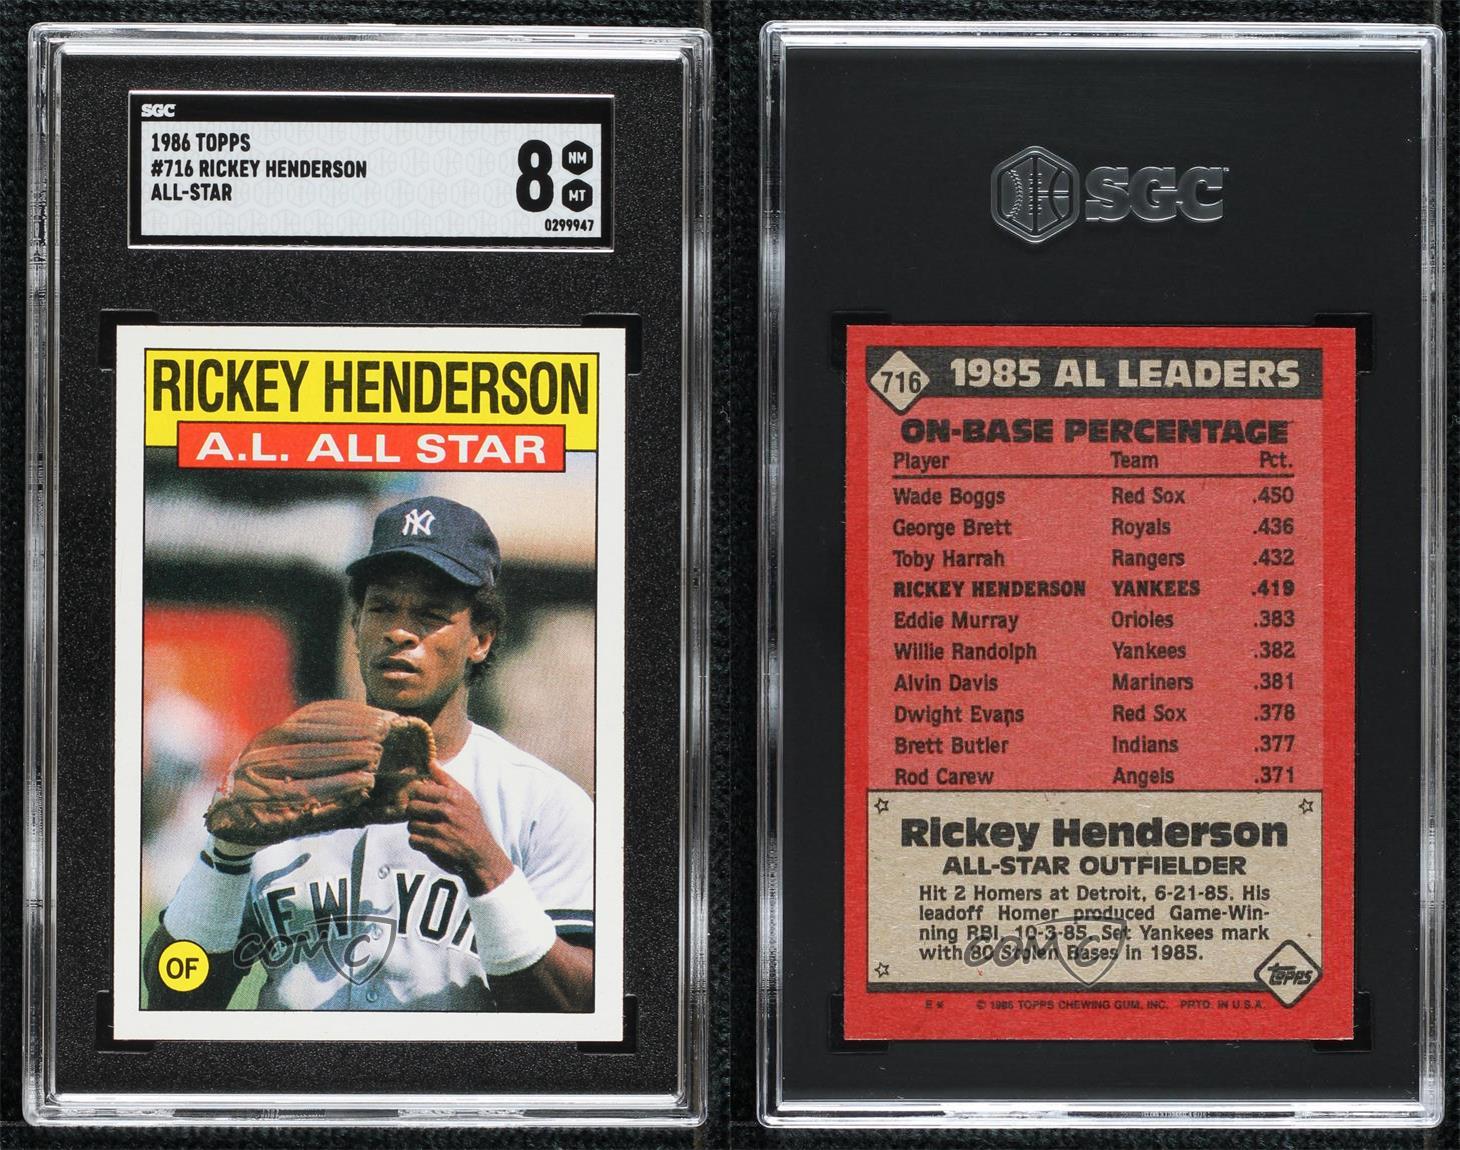 SGC
1986 TOPPS
#716 RICKEY HENDERSON
ALL-STAR
8 NM MT
0299947
RICKEY HENDERSON
A.L. ALL STAR
NY
NEW YORK
OF
COMC
SGC
716 1985 AL LEADERS
ON-BASE PERCENTAGE
Player Team Pct.
Wade Boggs Red Sox .450
George Brett Royals .436
Toby Harrah Rangers .432
RICKEY HENDERSON YANKEES .419
Eddie Murray Orioles .383
Willie Randolph Yankees .382
Alvin Davis Mariners .381
Dwight Evans Red Sox .378
Brett Butler Indians .377
Rod Carew Angels .371
Rickey Henderson
ALL-STAR OUTFIELDER
Hit 2 Homers at Detroit, 6-21-85. His
leadoff Homer produced Game-Win-
ning RBI, 10-3-85. Set Yankees mark
with 80 Stolen Bases in 1985.
COMC
Topps
E* © 1986 TOPPS CHEWING GUM, INC. PRTD. IN U.S.A.